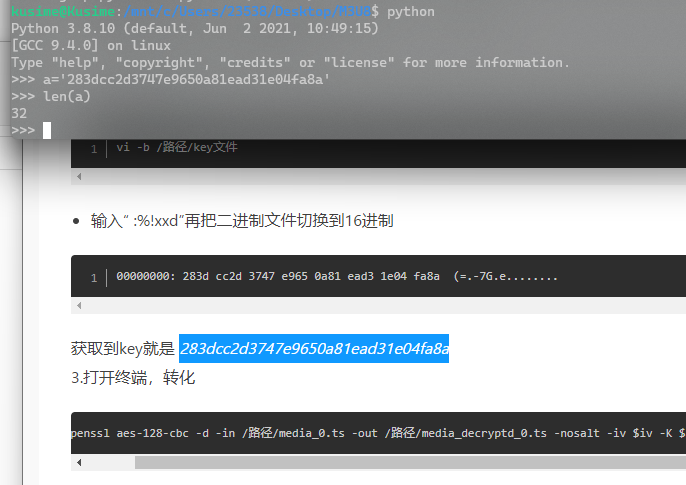 kusime@Kusime:/mnt/c/Users/23538/Desktop/M3U8$ python
Python 3.8.10 (default, Jun 2 2021, 10:49:15)
[GCC 9.4.0] on linux
Type "help", "copyright", "credits" or "license" for more information.
>>> a='283dcc2d3747e9650a81ead31e04fa8a'
>>> len(a)
32
>>>
1 vi -b /路径/key文件
输入“ :%!xxd”再把二进制文件切换到16进制
1 00000000: 283d cc2d 3747 e965 0a81 ead3 1e04 fa8a (=.-7G.e........
获取到key就是 283dcc2d3747e9650a81ead31e04fa8a
3.打开终端，转化
penssl aes-128-cbc -d -in /路径/media_0.ts -out /路径/media_decryptd_0.ts -nosalt -iv $iv -K $